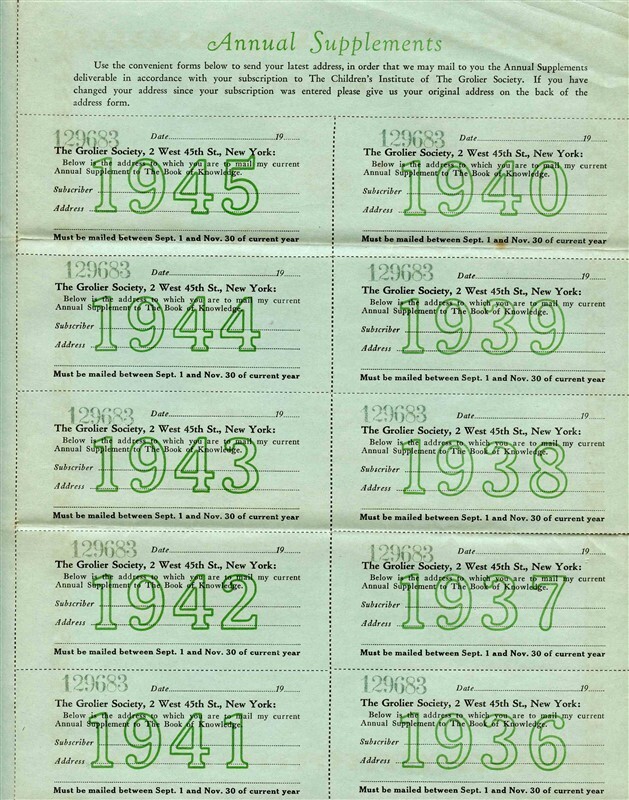 Annual Supplements
Use the convenient forms below to send your latest address, in order that we may mail to you the Annual Supplements
deliverable in accordance with your subscription to The Children's Institute of The Grolier Society. If you have
changed your address since your subscription was entered please give us your original address on the back of the
address form.
129683 Date 19
The Grolier Society, 2 West 45th St., New York:
Below is the address to which you are to mail my current
Annual Supplement to The Book of Knowledge.
1945
Subscriber
Address
Must be mailed between Sept. 1 and Nov. 30 of current year
129683 Date 19
The Grolier Society, 2 West 45th St., New York:
Below is the address to which you are to mail my current
Annual Supplement to The Book of Knowledge.
1944
Subscriber
Address
Must be mailed between Sept. 1 and Nov. 30 of current year
129683 Date 19
The Grolier Society, 2 West 45th St., New York:
Below is the address to which you are to mail my current
Annual Supplement to The Book of Knowledge.
1943
Subscriber
Address
Must be mailed between Sept. 1 and Nov. 30 of current year
129683 Date 19
The Grolier Society, 2 West 45th St., New York:
Below is the address to which you are to mail my current
Annual Supplement to The Book of Knowledge.
1942
Subscriber
Address
Must be mailed between Sept. 1 and Nov. 30 of current year
129683 Date 19
The Grolier Society, 2 West 45th St., New York:
Below is the address to which you are to mail my current
Annual Supplement to The Book of Knowledge.
1941
Subscriber
Address
Must be mailed between Sept. 1 and Nov. 30 of current year
129683 Date 19
The Grolier Society, 2 West 45th St., New York:
Below is the address to which you are to mail my current
Annual Supplement to The Book of Knowledge.
1940
Subscriber
Address
Must be mailed between Sept. 1 and Nov. 30 of current year
129683 Date 19
The Grolier Society, 2 West 45th St., New York:
Below is the address to which you are to mail my current
Annual Supplement to The Book of Knowledge.
1939
Subscriber
Address
Must be mailed between Sept. 1 and Nov. 30 of current year
129683 Date 19
The Grolier Society, 2 West 45th St., New York:
Below is the address to which you are to mail my current
Annual Supplement to The Book of Knowledge.
1938
Subscriber
Address
Must be mailed between Sept. 1 and Nov. 30 of current year
129683 Date 19
The Grolier Society, 2 West 45th St., New York:
Below is the address to which you are to mail my current
Annual Supplement to The Book of Knowledge.
1937
Subscriber
Address
Must be mailed between Sept. 1 and Nov. 30 of current year
129683 Date 19
The Grolier Society, 2 West 45th St., New York:
Below is the address to which you are to mail my current
Annual Supplement to The Book of Knowledge.
1936
Subscriber
Address
Must be mailed between Sept. 1 and Nov. 30 of current year